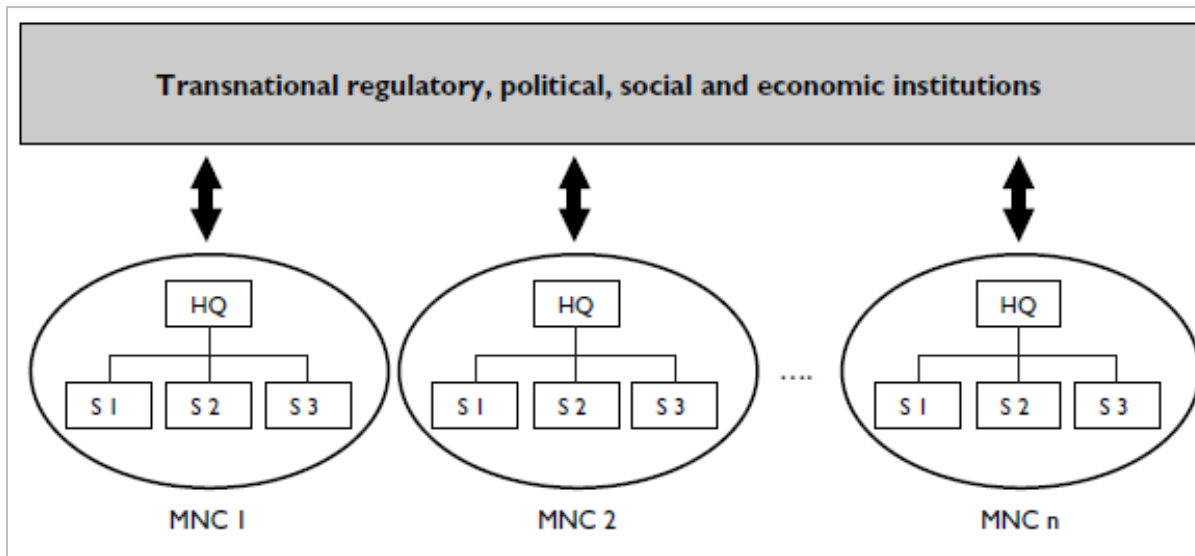 Transnational regulatory, political, social and economic institutions
HQ HQ HQ
S 1 S 2 S 3 S 1 S 2 S 3 .... S 1 S 2 S 3
MNC 1 MNC 2 MNC n